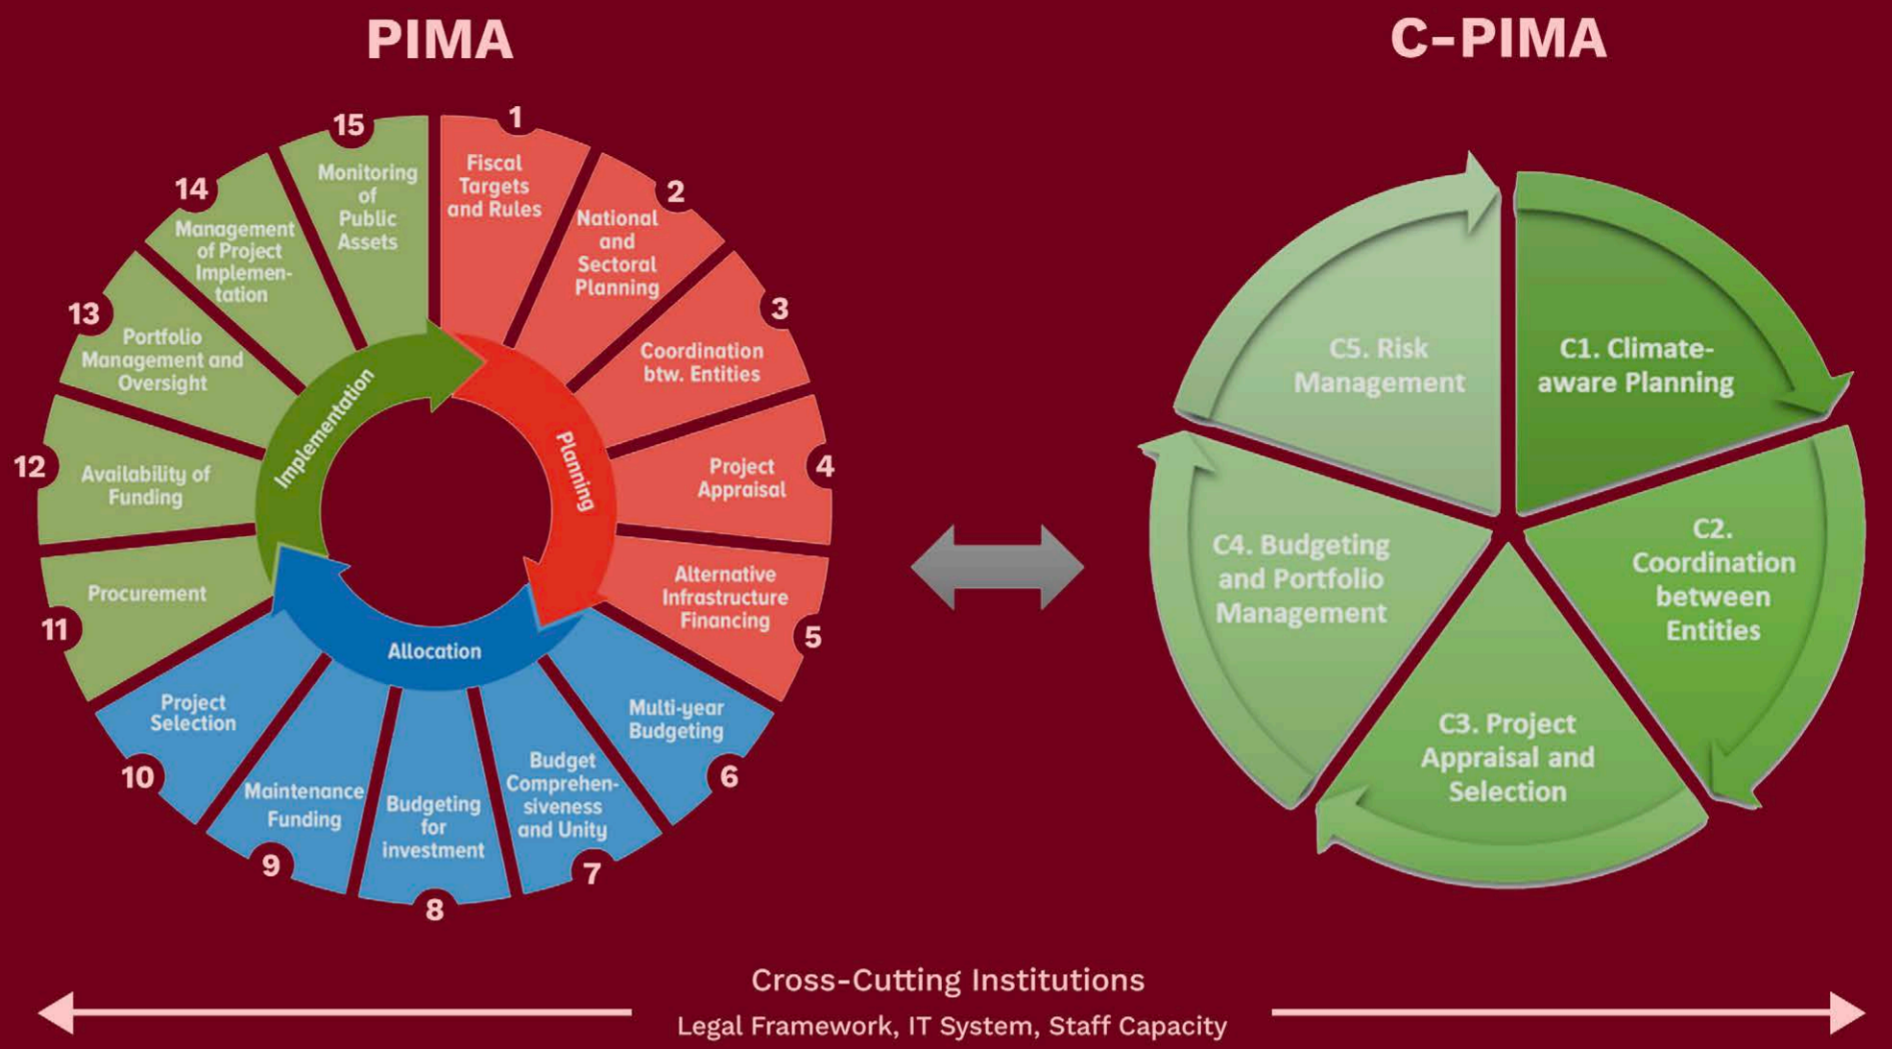 PIMA
1
Fiscal
Targets
and Rules
2
National
and
Sectoral
Planning
3
Coordination
btw. Entities
4
Project
Appraisal
5
Alternative
Infrastructure
Financing
6
Multi-year
Budgeting
7
Budget
Comprehen-
siveness
and Unity
8
Budgeting
for
investment
9
Maintenance
Funding
10
Project
Selection
11
Procurement
12
Availability of
Funding
13
Portfolio
Management and
Oversight
14
Management
of Project
Implemen-
tation
15
Monitoring
of
Public
Assets
Planning
Allocation
Implementation
C-PIMA
C1. Climate-
aware Planning
C2.
Coordination
between
Entities
C3. Project
Appraisal and
Selection
C4. Budgeting
and Portfolio
Management
C5. Risk
Management
Cross-Cutting Institutions
Legal Framework, IT System, Staff Capacity